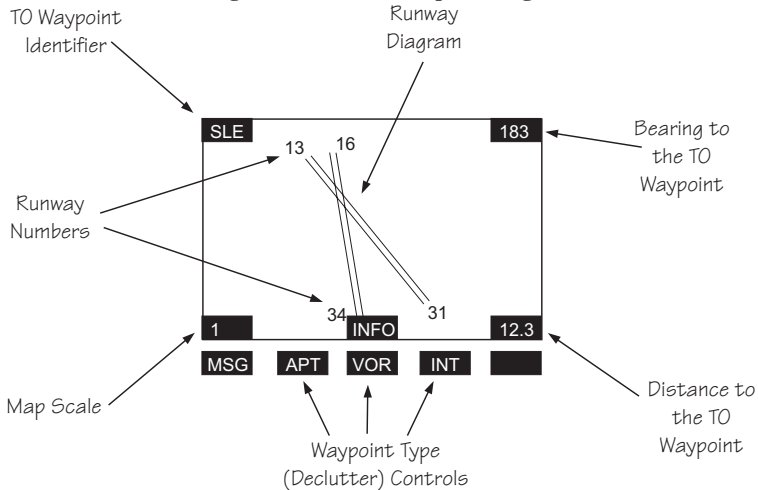 TO Waypoint
Identifier
Runway
Diagram
SLE
183
Bearing to
the TO
Waypoint
13
16
Runway
Numbers
34
31
1
INFO
12.3
MSG
APT
VOR
INT
Map Scale
Distance to
the TO
Waypoint
Waypoint Type
(Declutter) Controls